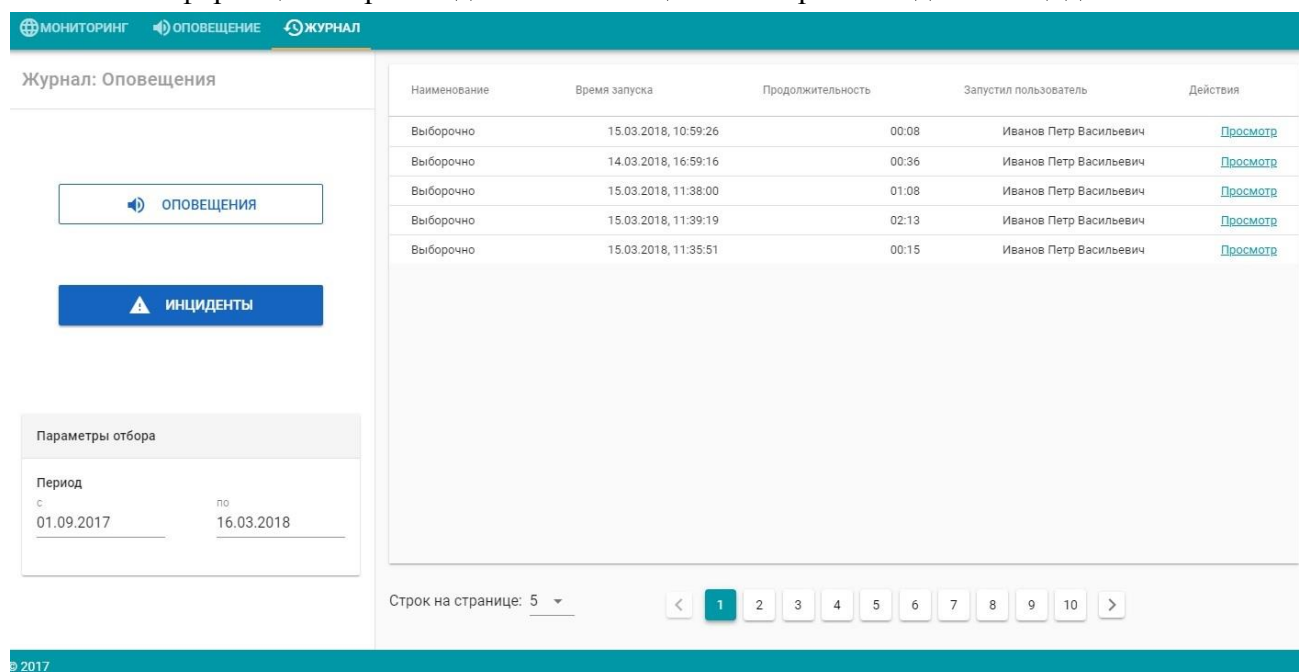 МОНИТОРИНГ ОПОВЕЩЕНИЕ ЖУРНАЛ
Журнал: Оповещения
ОПОВЕЩЕНИЯ
ИНЦИДЕНТЫ
Параметры отбора
Период
с по
01.09.2017 16.03.2018
Наименование Время запуска Продолжительность Запустил пользователь Действия
Выборочно 15.03.2018, 10:59:26 00:08 Иванов Петр Васильевич Просмотр
Выборочно 14.03.2018, 16:59:16 00:36 Иванов Петр Васильевич Просмотр
Выборочно 15.03.2018, 11:38:00 01:08 Иванов Петр Васильевич Просмотр
Выборочно 15.03.2018, 11:39:19 02:13 Иванов Петр Васильевич Просмотр
Выборочно 15.03.2018, 11:35:51 00:15 Иванов Петр Васильевич Просмотр
Строк на странице: 5 1 2 3 4 5 6 7 8 9 10
© 2017